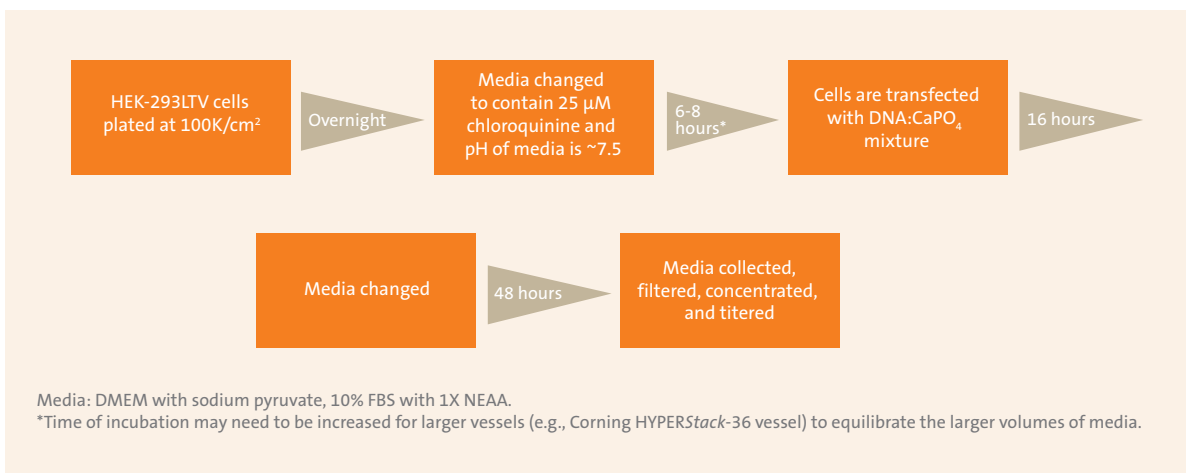 HEK-293LTV cells
plated at 100K/cm²
Overnight
Media changed
to contain 25 µM
chloroquinine and
pH of media is ~7.5
6-8
hours*
Cells are transfected
with DNA:CaPO₄
mixture
16 hours
Media changed
48 hours
Media collected,
filtered, concentrated,
and titered
Media: DMEM with sodium pyruvate, 10% FBS with 1X NEAA.
*Time of incubation may need to be increased for larger vessels (e.g., Corning HYPERStack-36 vessel) to equilibrate the larger volumes of media.